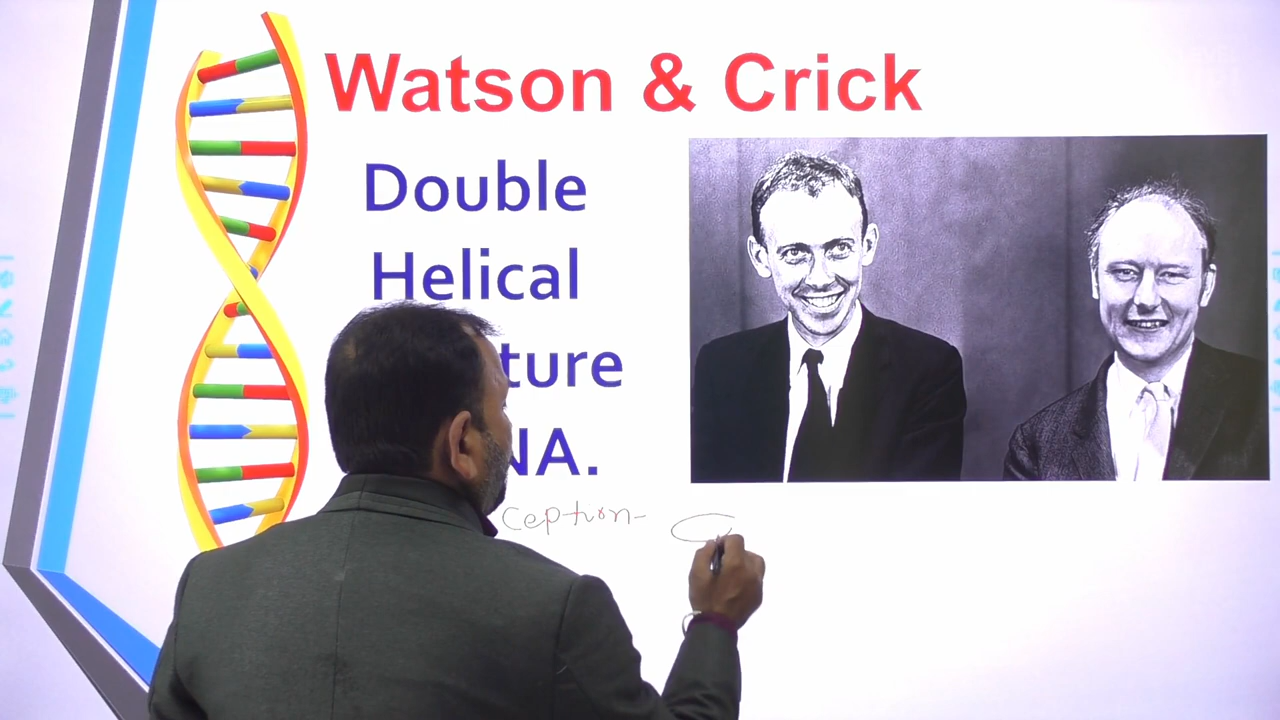 Watson & Crick
Double
Helical
ture
NA.
ception-